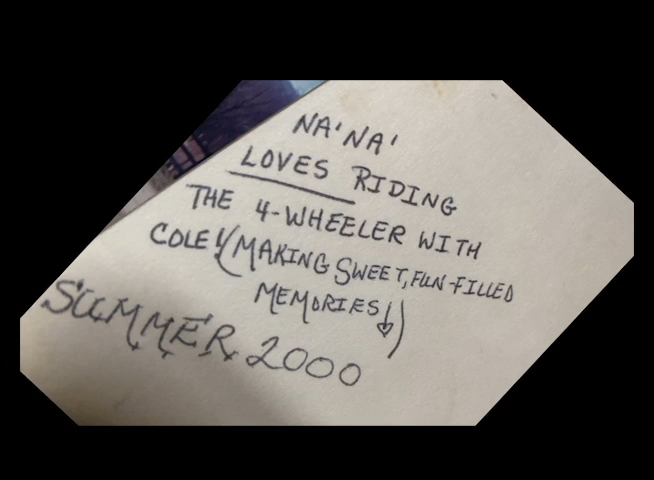 NA'NA'
LOVES RIDING
THE 4-WHEELER WITH
COLE!(MAKING SWEET, FUN-FILLED
MEMORIES!)
SUMMER 2000